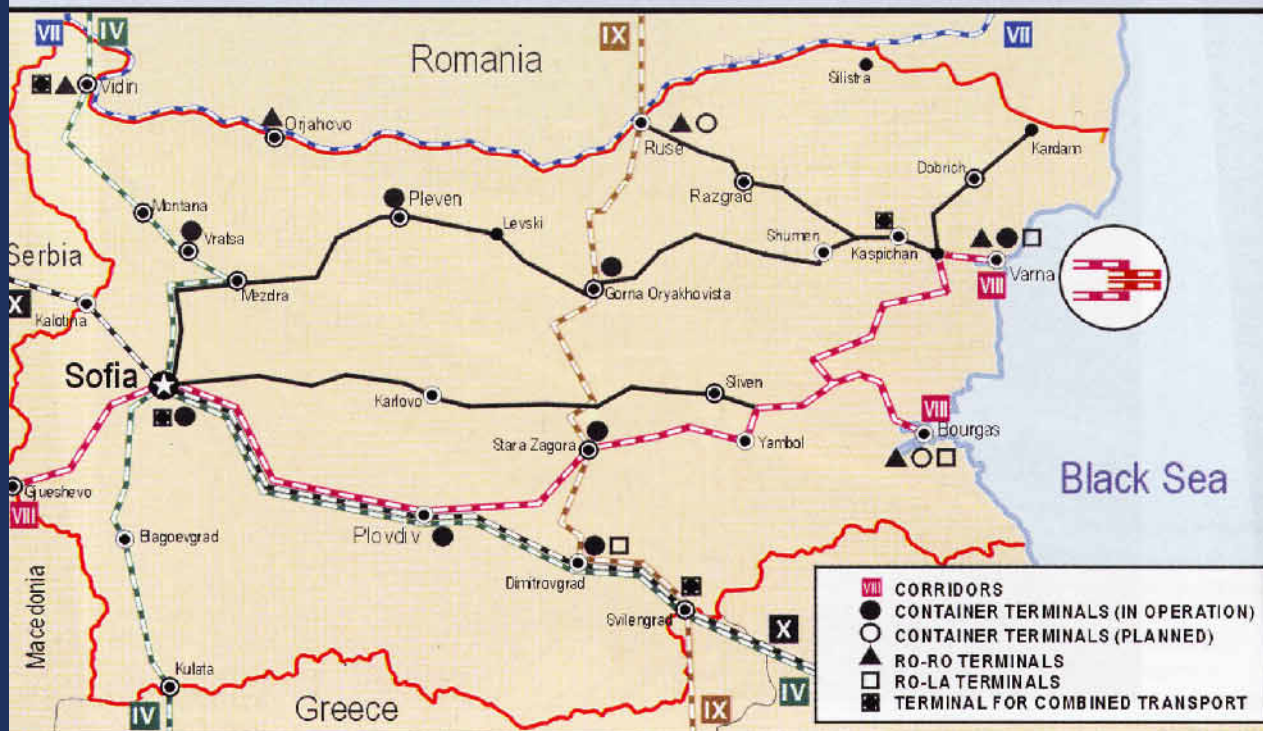 VII
IV
IX
VII
Romania
Silistra
Vidin
Orjahovo
Ruse
Kardam
Dobrich
Razgrad
Montana
Pleven
Levski
Vratsa
Shumen
Kaspichan
Varna
Serbia
Mezdra
Gorna Oryakhovista
VIII
X
Kalotina
Sofia
Karlovo
Sliven
VIII
Stara Zagora
Yambol
Bourgas
Black Sea
Gjueshevo
VIII
Plovdiv
Blagoevgrad
Dimitrovgrad
Svilengrad
X
Macedonia
Kulata
IV
Greece
IX
IV
VIII CORRIDORS
CONTAINER TERMINALS (IN OPERATION)
CONTAINER TERMINALS (PLANNED)
RO-RO TERMINALS
RO-LA TERMINALS
TERMINAL FOR COMBINED TRANSPORT